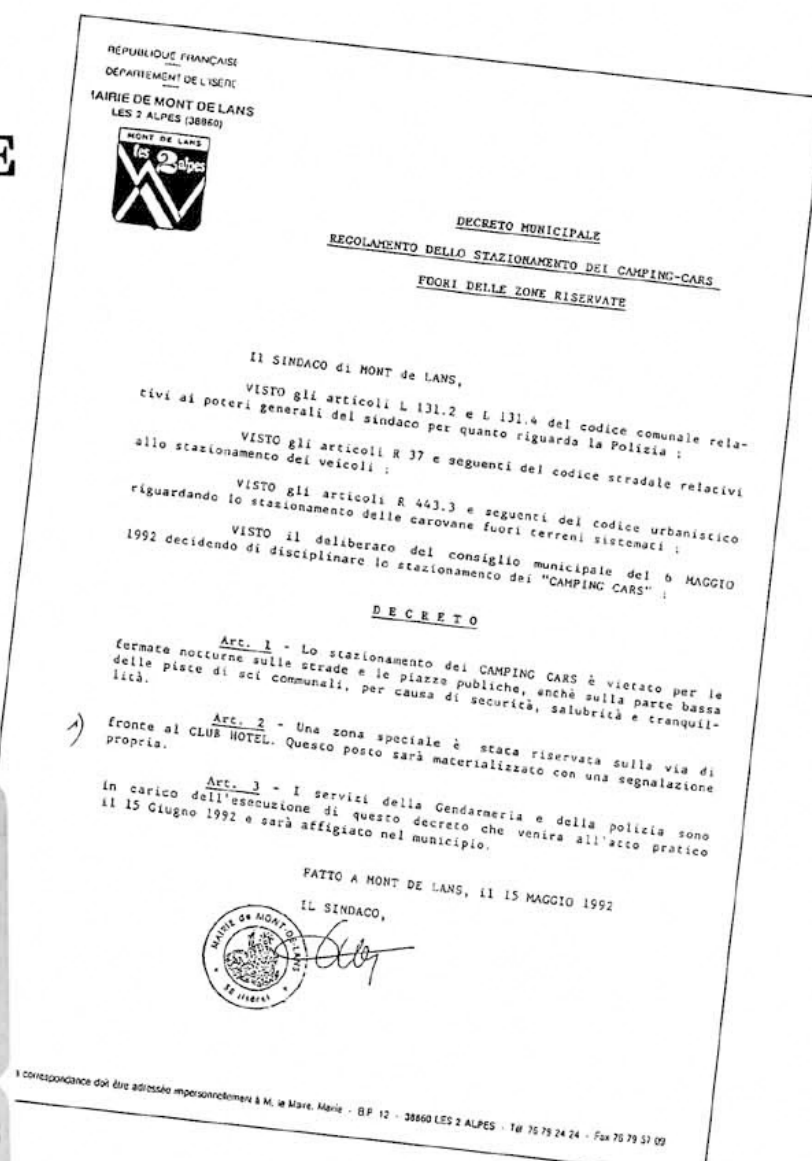 E
RÉPUBLIQUE FRANÇAISE
DÉPARTEMENT DE L'ISÈRE
MAIRIE DE MONT DE LANS
LES 2 ALPES (38860)
MONT DE LANS
les 2 alpes
DECRETO MUNICIPALE
REGOLAMENTO DELLO STAZIONAMENTO DEI CAMPING-CARS
FUORI DELLE ZONE RISERVATE
Il SINDACO di MONT de LANS,
VISTO gli articoli L 131.2 e L 131.4 del codice comunale rela-
tivi ai poteri generali del sindaco per quanto riguarda la Polizia ;
VISTO gli articoli R 37 e seguenti del codice stradale relativi
allo stazionamento dei veicoli ;
VISTO gli articoli R 443.3 e seguenti del codice urbanistico
riguardando lo stazionamento delle carovane fuori terreni sistemati ;
VISTO il deliberato del consiglio municipale del 6 MAGGIO
1992 decidendo di disciplinare lo stazionamento dei "CAMPING CARS" ;
D E C R E T O
Art. 1 - Lo stazionamento dei CAMPING CARS è vietato per le
fermate notturne sulle strade e le piazze publiche, anchè sulla parte bassa
delle piste di sci communali, per causa di securità, salubrità e tranquil-
lità.
1) Art. 2 - Una zona speciale è stata riservata sulla via di
fronte al CLUB HOTEL. Questo posto sarà materializzato con una segnalazione
propria.
Art. 3 - I servizi della Gendarmeria e della polizia sono
in carico dell'esecuzione di questo decreto che venira all'atto pratico
il 15 Giugno 1992 e sarà affigiato nel municipio.
FATTO A MONT DE LANS, il 15 MAGGIO 1992
IL SINDACO,
MAIRIE de MONT-DE-LANS
correspondance doit être adressée impersonnellement à M. le Maire, Mairie - B.P. 12 - 38860 LES 2 ALPES - Tél 76 79 24 24 - Fax 76 79 57 09